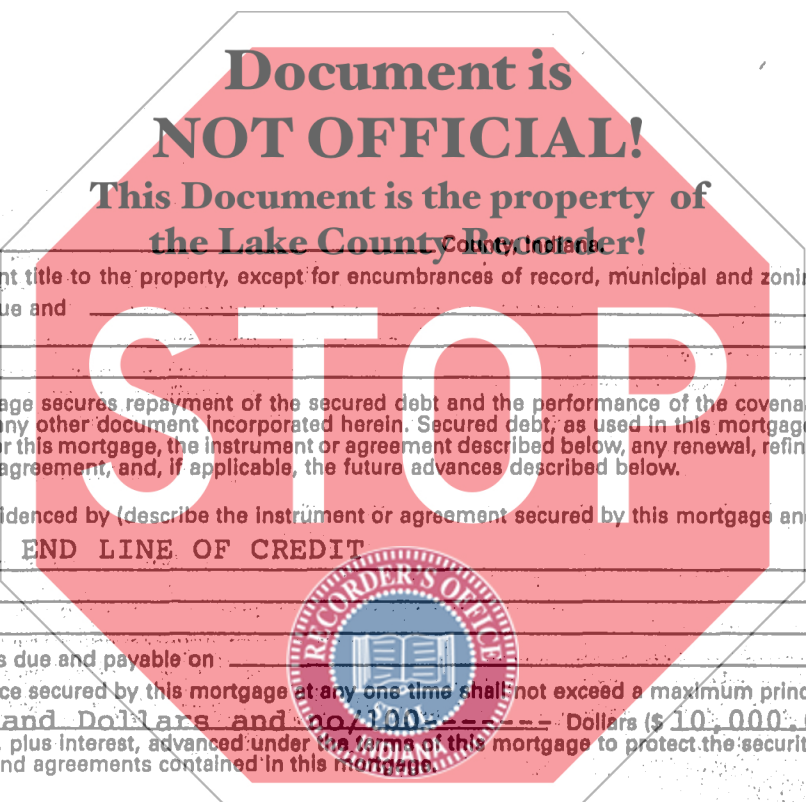 Document is
NOT OFFICIAL!
This Document is the property of
the Lake County Recorder!
County, Indiana.
nt title to the property, except for encumbrances of record, municipal and zonin
ue and
STOP
age secures repayment of the secured debt and the performance of the covena
any other document incorporated herein. Secured debt, as used in this mortgag
r this mortgage, the instrument or agreement described below, any renewal, refin
agreement, and, if applicable, the future advances described below.
idenced by (describe the instrument or agreement secured by this mortgage an
END LINE OF CREDIT
RECORDER'S OFFICE
s due and payable on
ce secured by this mortgage at any one time shall not exceed a maximum princ
and Dollars and no/100------- Dollars ($ 10,000.
plus interest, advanced under the terms of this mortgage to protect the securit
nd agreements contained in this mortgage.
INDIANA